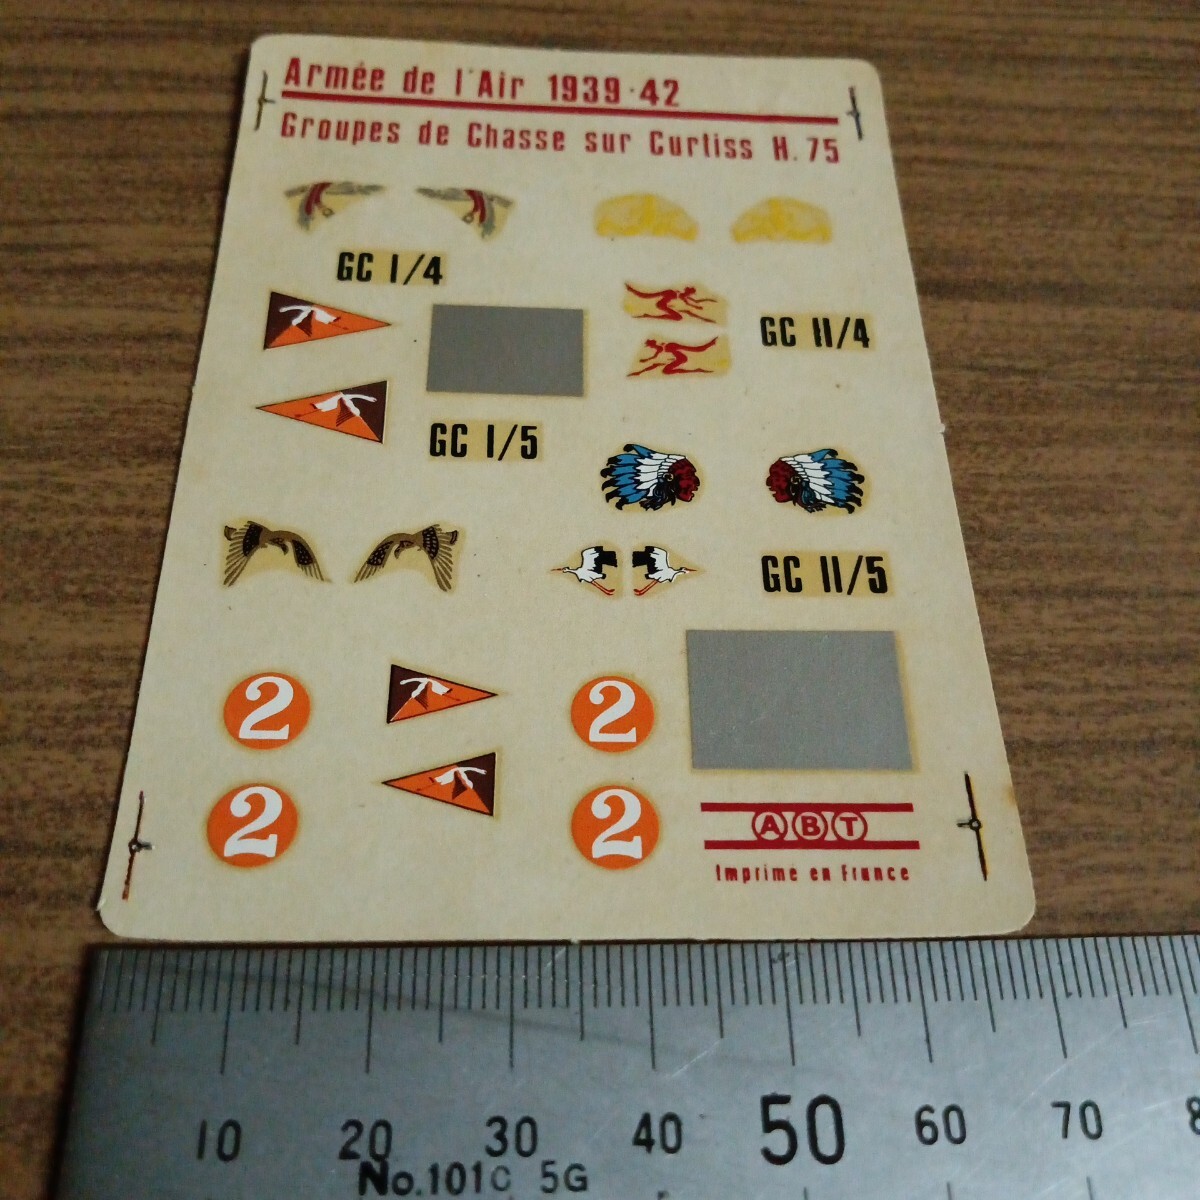 Armée de l'Air 1939·42
Groupes de Chasse sur Curtiss H.75
GC I/4
GC II/4
GC I/5
GC II/5
2
2
2
2
ABT
Imprimé en France
10 20 30 40 50 60 70 8
No.101C 5G